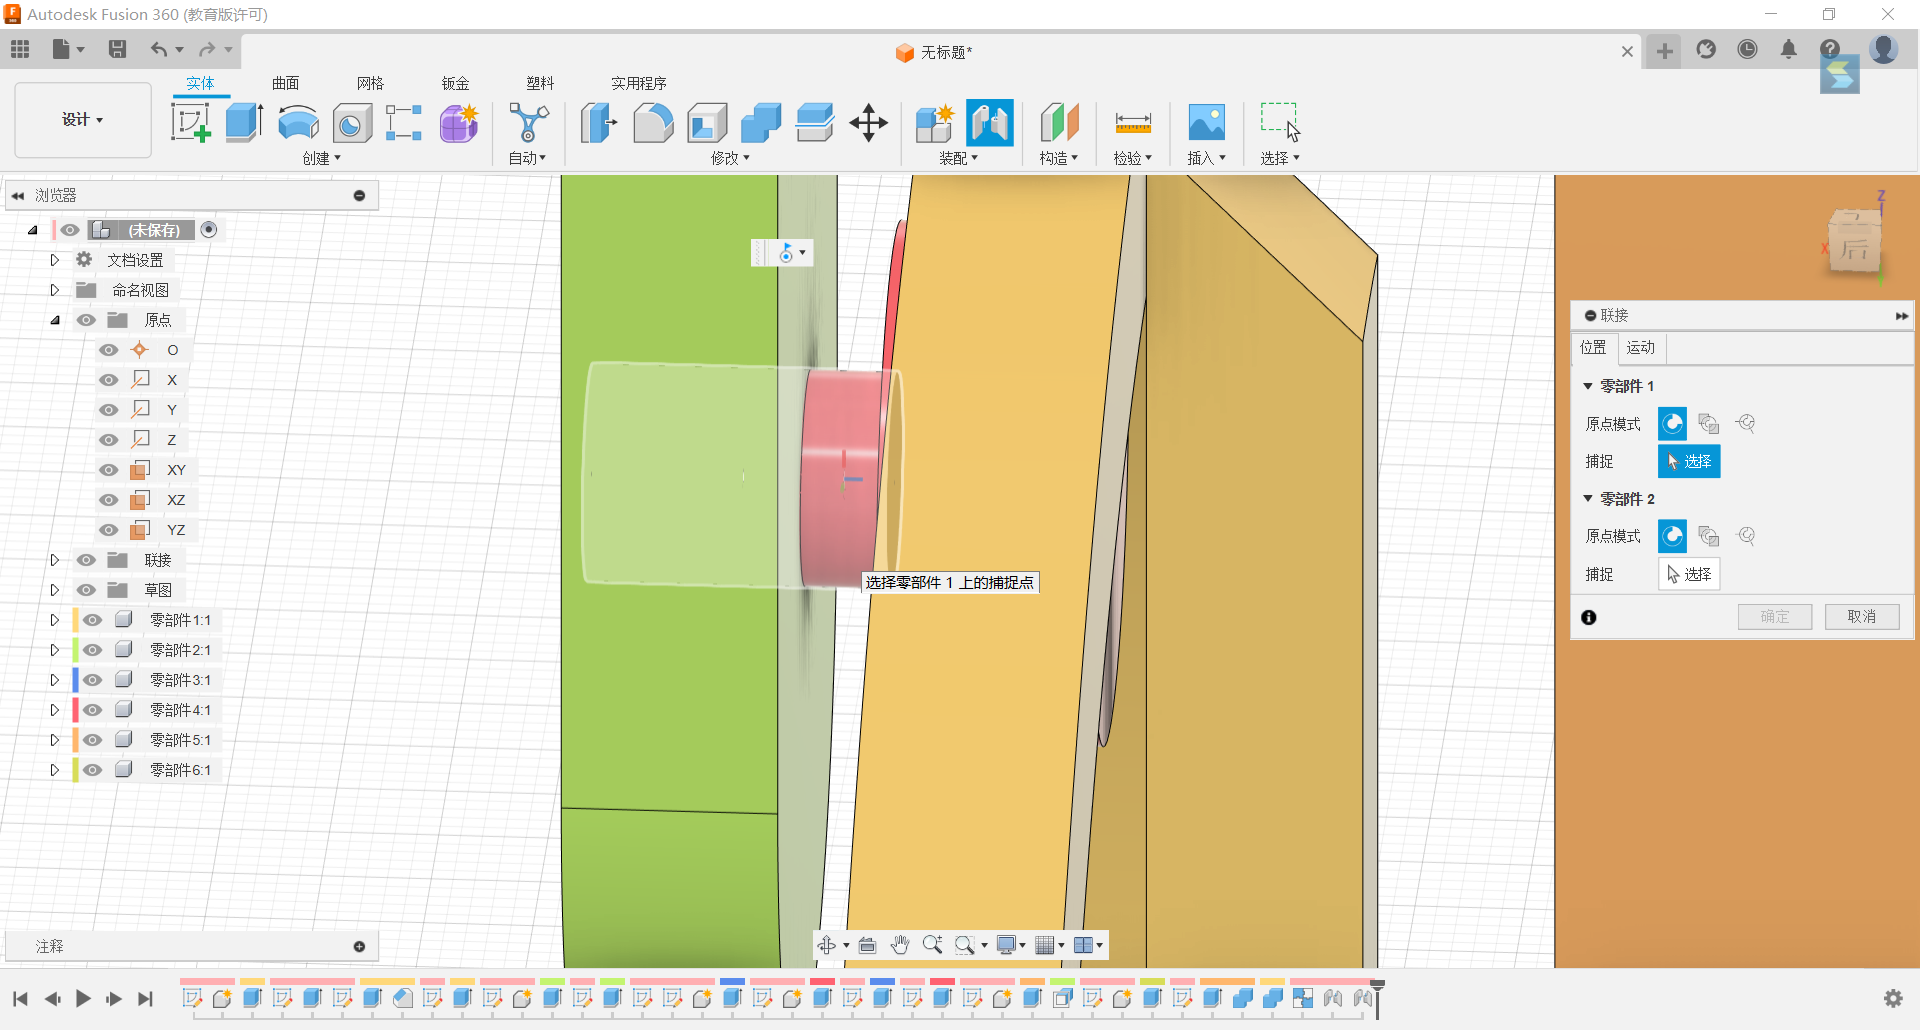 Autodesk Fusion 360 (教育版许可)
无标题*
实体 曲面 网格 钣金 塑料 实用程序
设计
创建 自动 修改 装配 构造 检验 插入 选择
浏览器
(未保存)
文档设置
命名视图
原点
O
X
Y
Z
XY
XZ
YZ
联接
草图
零部件1:1
零部件2:1
零部件3:1
零部件4:1
零部件5:1
零部件6:1
注释
选择零部件 1 上的捕捉点
Z
X
后
联接
位置 运动
零部件 1
原点模式
捕捉 选择
零部件 2
原点模式
捕捉 选择
确定 取消